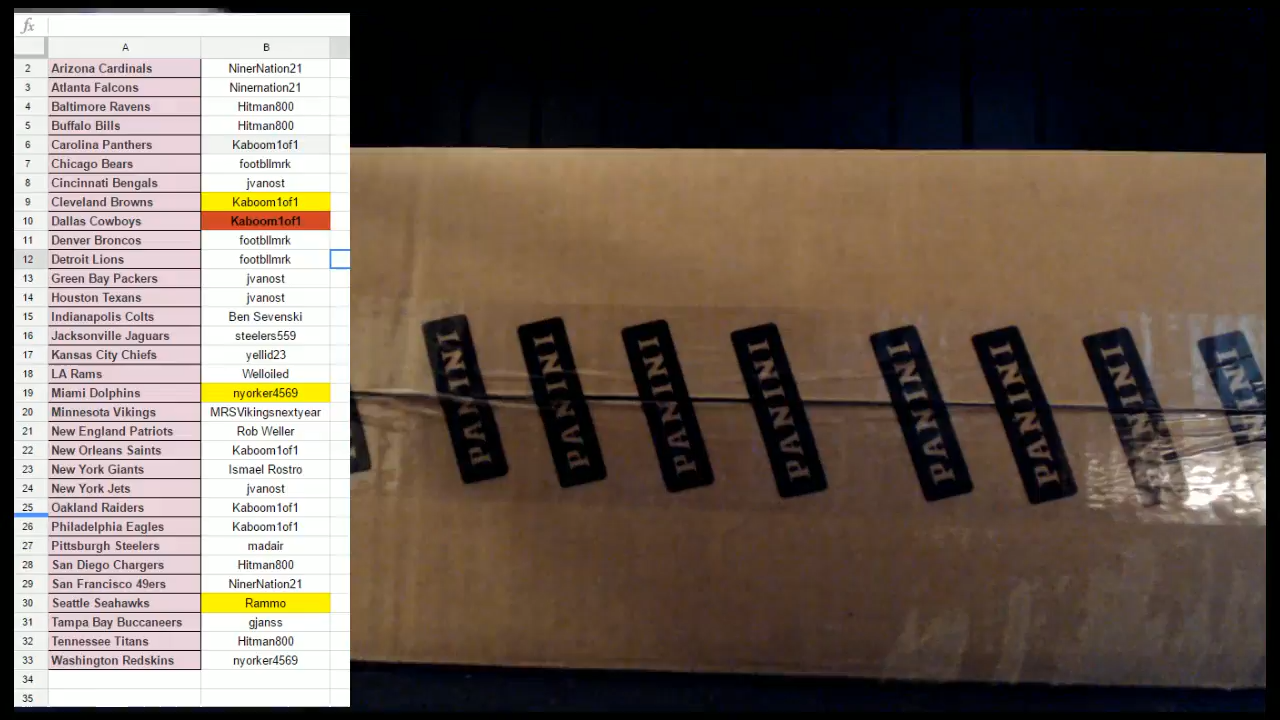 fx
A B
2 Arizona Cardinals NinerNation21
3 Atlanta Falcons Ninernation21
4 Baltimore Ravens Hitman800
5 Buffalo Bills Hitman800
6 Carolina Panthers Kaboom1of1
7 Chicago Bears footbllmrk
8 Cincinnati Bengals jvanost
9 Cleveland Browns Kaboom1of1
10 Dallas Cowboys Kaboom1of1
11 Denver Broncos footbllmrk
12 Detroit Lions footbllmrk
13 Green Bay Packers jvanost
14 Houston Texans jvanost
15 Indianapolis Colts Ben Sevenski
16 Jacksonville Jaguars steelers559
17 Kansas City Chiefs yellid23
18 LA Rams Welloiled
19 Miami Dolphins nyorker4569
20 Minnesota Vikings MRSVikingsnextyear
21 New England Patriots Rob Weller
22 New Orleans Saints Kaboom1of1
23 New York Giants Ismael Rostro
24 New York Jets jvanost
25 Oakland Raiders Kaboom1of1
26 Philadelphia Eagles Kaboom1of1
27 Pittsburgh Steelers madair
28 San Diego Chargers Hitman800
29 San Francisco 49ers NinerNation21
30 Seattle Seahawks Rammo
31 Tampa Bay Buccaneers gjanss
32 Tennessee Titans Hitman800
33 Washington Redskins nyorker4569
34
35
PANINI PANINI PANINI PANINI PANINI PANINI PANINI